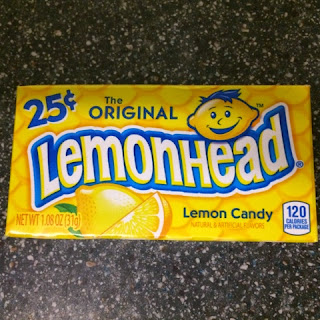 25¢
The
ORIGINAL
™
Lemonhead®
Lemon Candy
NATURAL & ARTIFICIAL FLAVORS
NET WT 1.08 OZ (31g)
120
CALORIES
PER PACKAGE